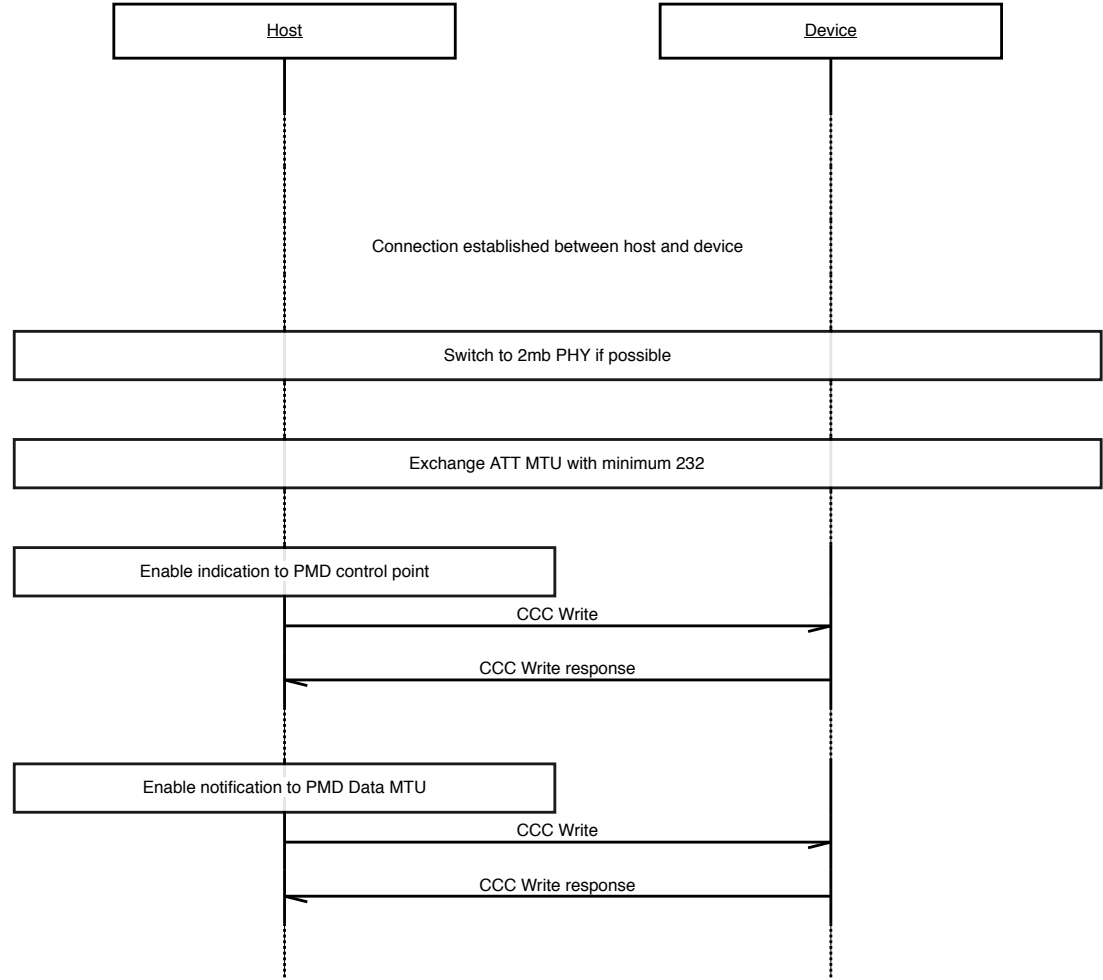 Host
Device
Connection established between host and device
Switch to 2mb PHY if possible
Exchange ATT MTU with minimum 232
Enable indication to PMD control point
CCC Write
CCC Write response
Enable notification to PMD Data MTU
CCC Write
CCC Write response